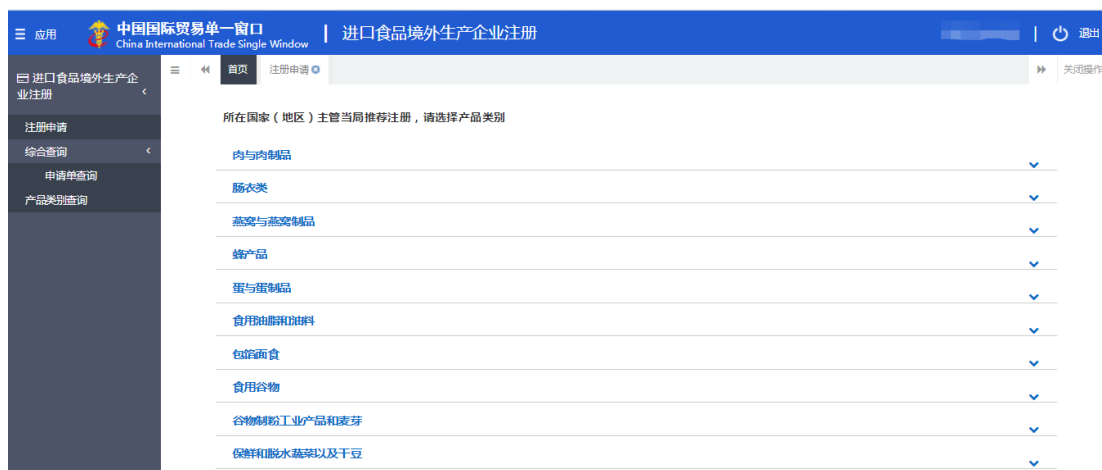 应用
中国国际贸易单一窗口
China International Trade Single Window
进口食品境外生产企业注册
退出
进口食品境外生产企
业注册
首页
注册申请
关闭操作
注册申请
综合查询
申请单查询
产品类别查询
所在国家（地区）主管当局推荐注册，请选择产品类别
肉与肉制品
肠衣类
燕窝与燕窝制品
蜂产品
蛋与蛋制品
食用油脂和油料
包馅面食
食用谷物
谷物制粉工业产品和麦芽
保鲜和脱水蔬菜以及干豆